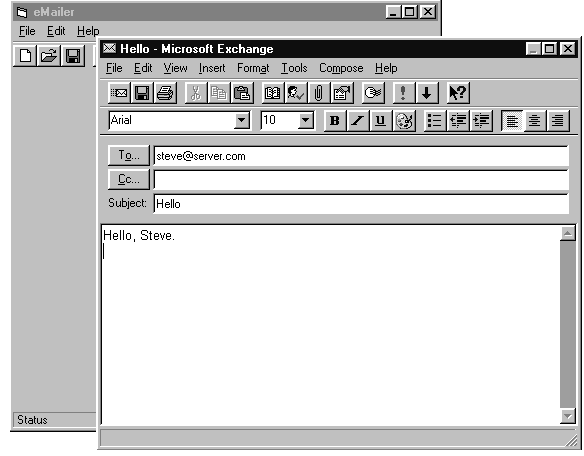 eMailer
File Edit Help
Hello - Microsoft Exchange
File Edit View Insert Format Tools Compose Help
Arial 10 B I U
To... steve@server.com
Cc...
Subject: Hello
Hello, Steve.
Status